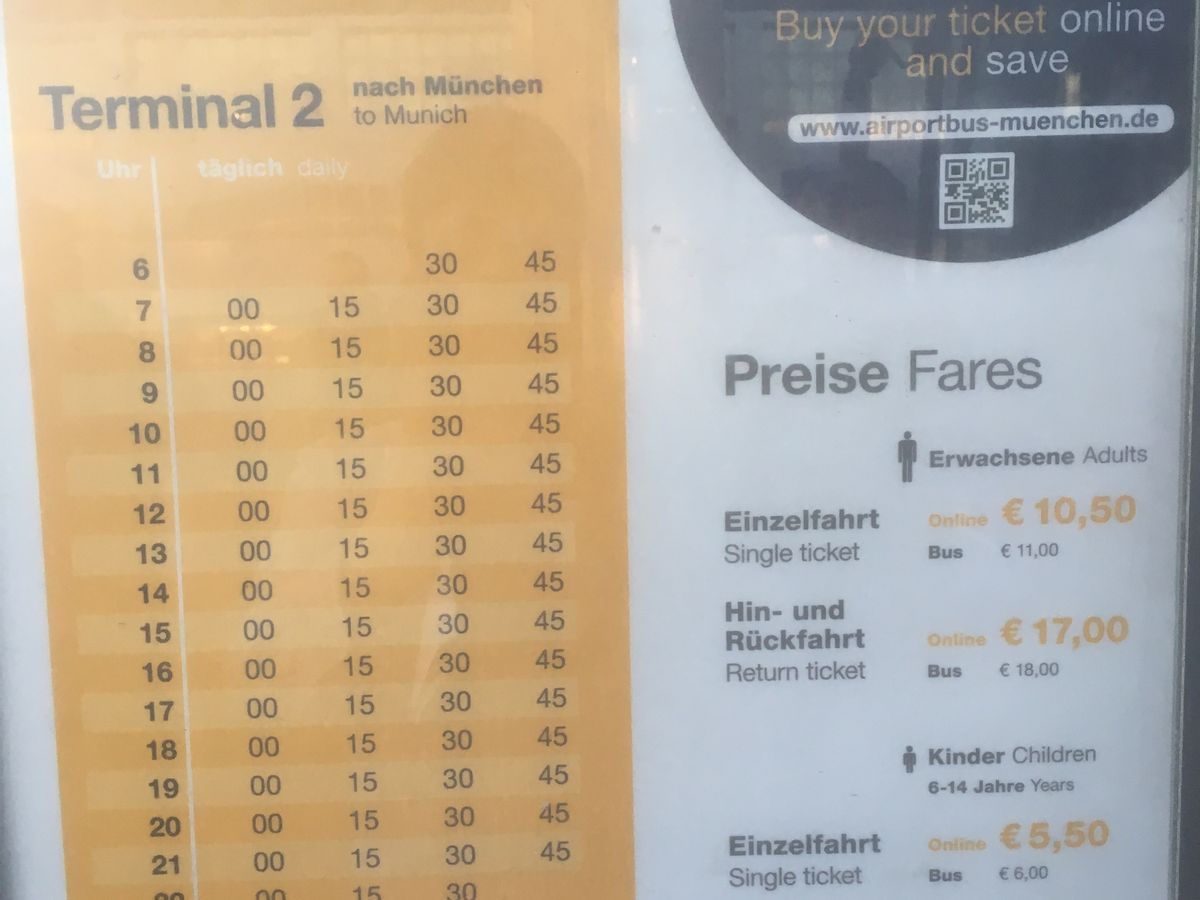 Terminal 2 nach München
to Munich
Uhr täglich daily
6 30 45
7 00 15 30 45
8 00 15 30 45
9 00 15 30 45
10 00 15 30 45
11 00 15 30 45
12 00 15 30 45
13 00 15 30 45
14 00 15 30 45
15 00 15 30 45
16 00 15 30 45
17 00 15 30 45
18 00 15 30 45
19 00 15 30 45
20 00 15 30 45
21 00 15 30 45
22 00 15 30
Buy your ticket online
and save
www.airportbus-muenchen.de
Preise Fares
Erwachsene Adults
Einzelfahrt Online € 10,50
Single ticket Bus € 11,00
Hin- und
Rückfahrt Online € 17,00
Return ticket Bus € 18,00
Kinder Children
6-14 Jahre Years
Einzelfahrt Online € 5,50
Single ticket Bus € 6,00